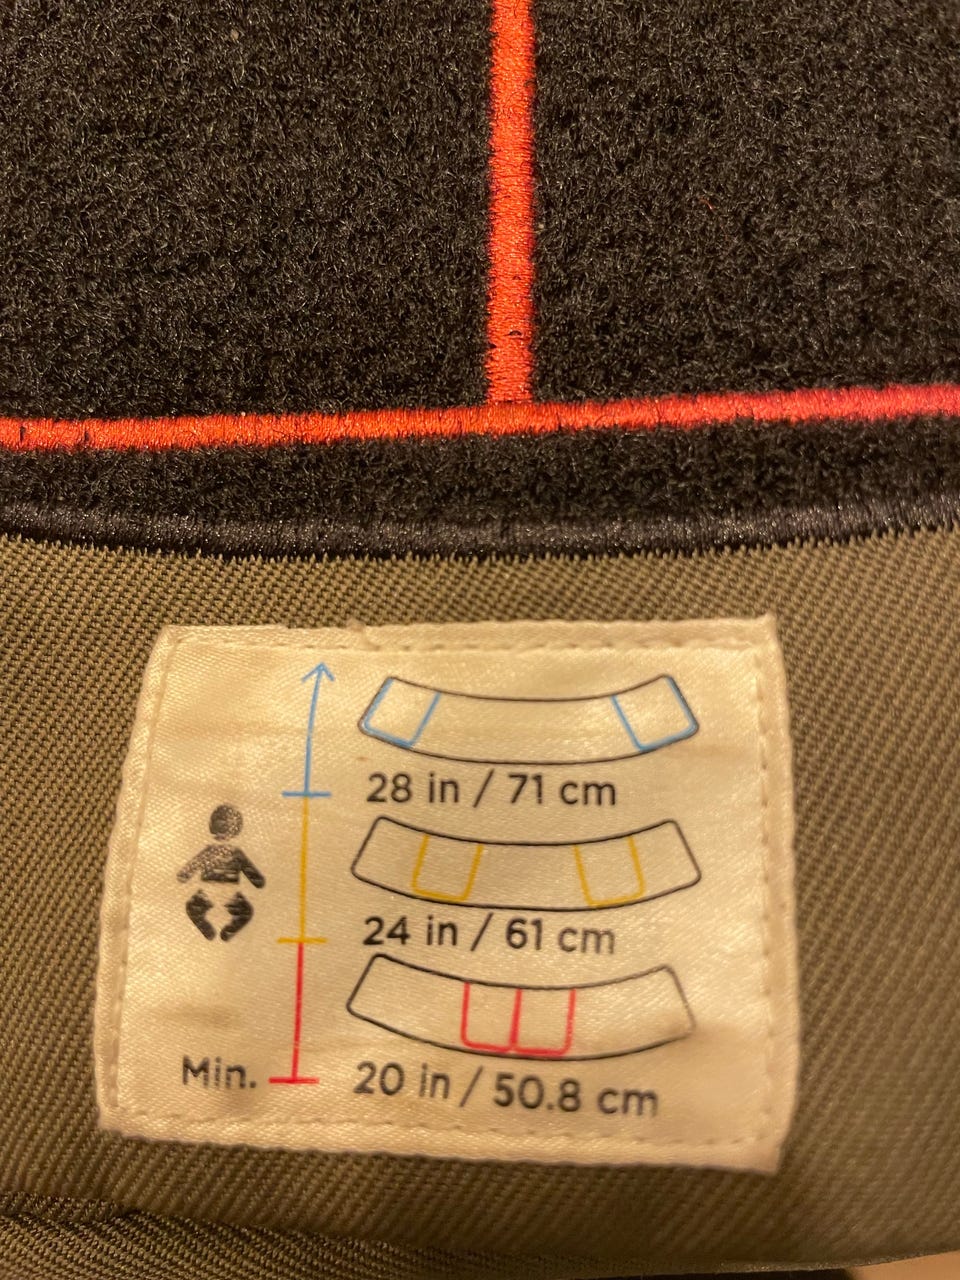 28 in / 71 cm
24 in / 61 cm
Min. 20 in / 50.8 cm